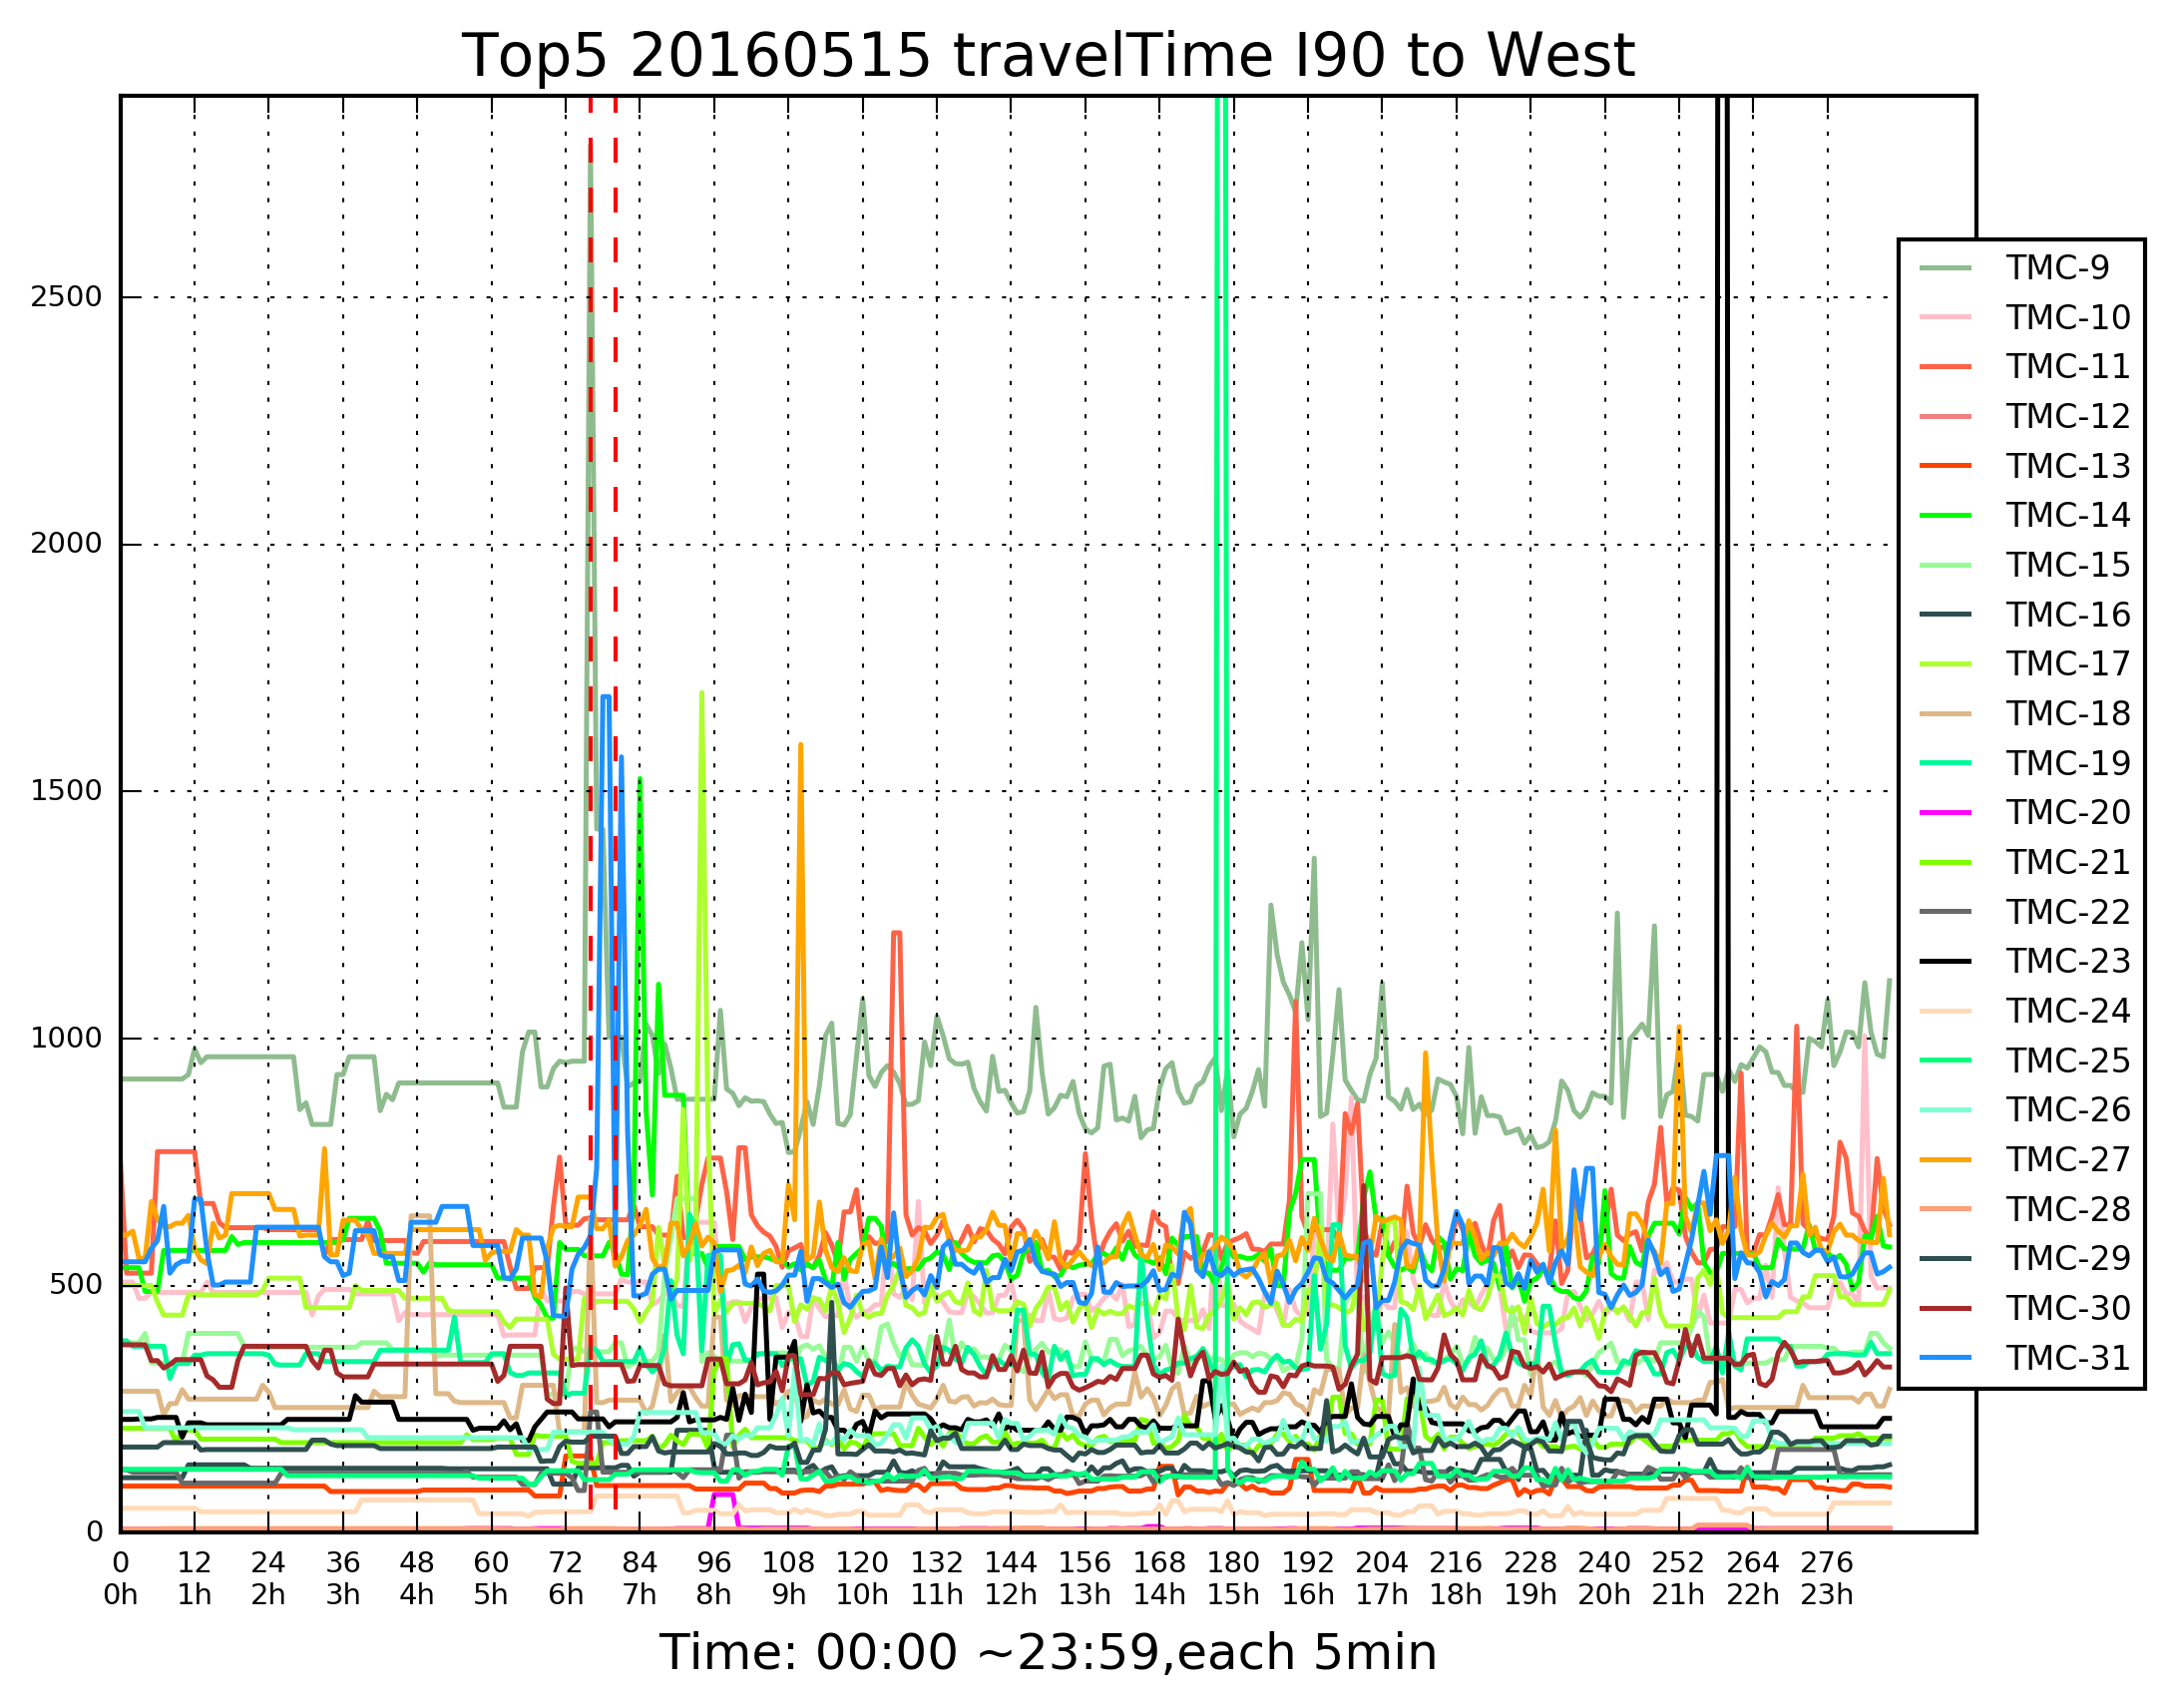 Top5 20160515 travelTime I90 to West
2500
2000
1500
1000
500
0
TMC-9
TMC-10
TMC-11
TMC-12
TMC-13
TMC-14
TMC-15
TMC-16
TMC-17
TMC-18
TMC-19
TMC-20
TMC-21
TMC-22
TMC-23
TMC-24
TMC-25
TMC-26
TMC-27
TMC-28
TMC-29
TMC-30
TMC-31
0 12 24 36 48 60 72 84 96 108 120 132 144 156 168 180 192 204 216 228 240 252 264 276
0h 1h 2h 3h 4h 5h 6h 7h 8h 9h 10h 11h 12h 13h 14h 15h 16h 17h 18h 19h 20h 21h 22h 23h
Time: 00:00 ~23:59,each 5min